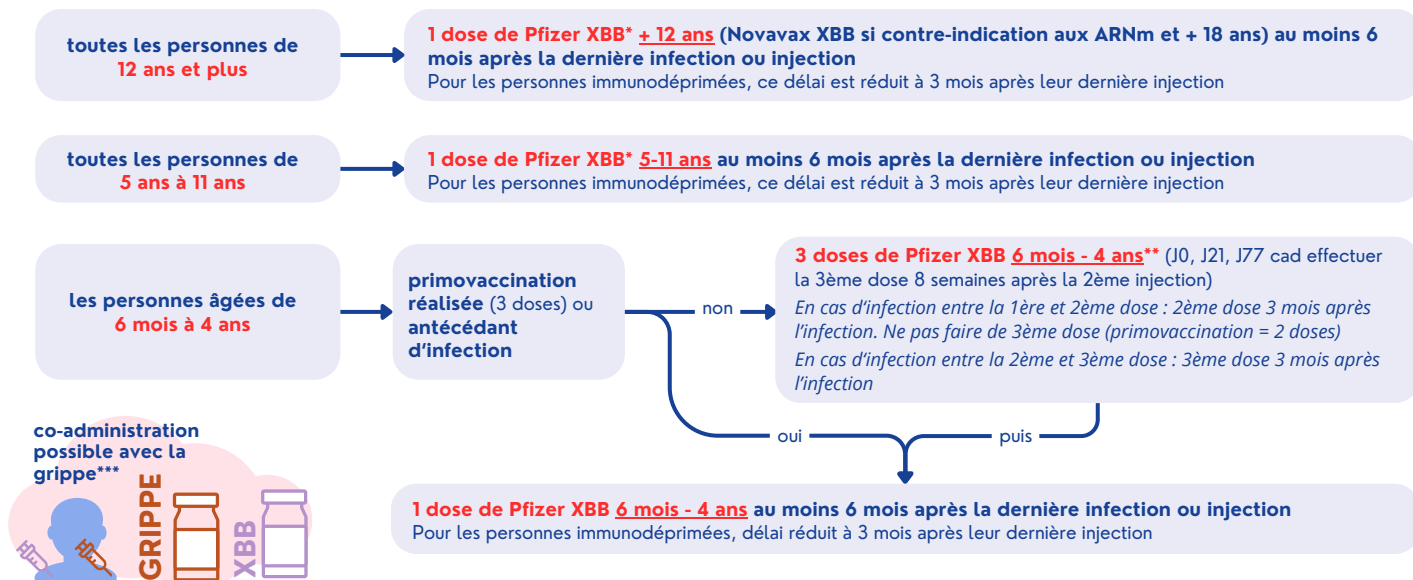 toutes les personnes de
12 ans et plus
1 dose de Pfizer XBB* + 12 ans (Novavax XBB si contre-indication aux ARNm et + 18 ans) au moins 6
mois après la dernière infection ou injection
Pour les personnes immunodéprimées, ce délai est réduit à 3 mois après leur dernière injection
toutes les personnes de
5 ans à 11 ans
1 dose de Pfizer XBB* 5-11 ans au moins 6 mois après la dernière infection ou injection
Pour les personnes immunodéprimées, ce délai est réduit à 3 mois après leur dernière injection
les personnes âgées de
6 mois à 4 ans
primovaccination
réalisée (3 doses) ou
antécédant
d'infection
non
3 doses de Pfizer XBB 6 mois - 4 ans** (J0, J21, J77 cad effectuer
la 3ème dose 8 semaines après la 2ème injection)
En cas d'infection entre la 1ère et 2ème dose : 2ème dose 3 mois après
l'infection. Ne pas faire de 3ème dose (primovaccination = 2 doses)
En cas d'infection entre la 2ème et 3ème dose : 3ème dose 3 mois après
l'infection
oui
puis
co-administration
possible avec la
grippe***
GRIPPE
XBB
1 dose de Pfizer XBB 6 mois - 4 ans au moins 6 mois après la dernière infection ou injection
Pour les personnes immunodéprimées, délai réduit à 3 mois après leur dernière injection